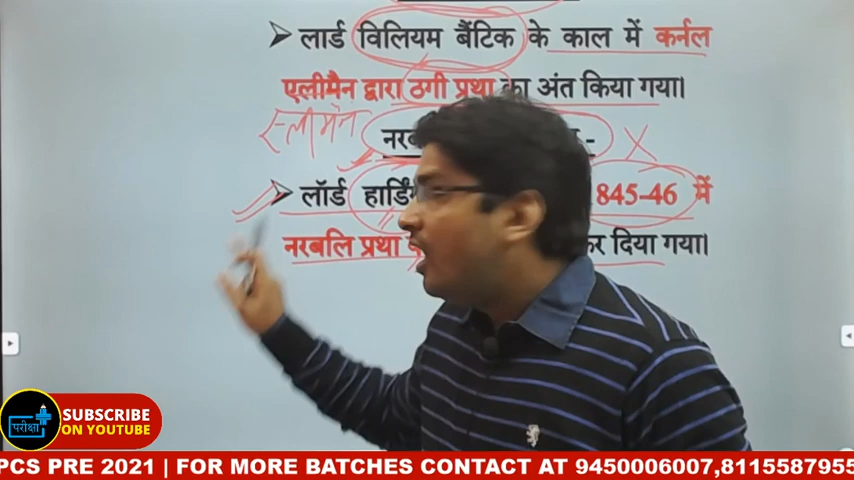 ➢ लार्ड विलियम बैंटिक के काल में कर्नल
एलीमैन द्वारा ठगी प्रथा का अंत किया गया।
स्लीमैन
नरब -
➢ लॉर्ड हार्डिं 845-46 में
नरबलि प्रथा कर दिया गया।
परीक्षा
SUBSCRIBE
ON YOUTUBE
PCS PRE 2021 | FOR MORE BATCHES CONTACT AT 9450006007,8115587955